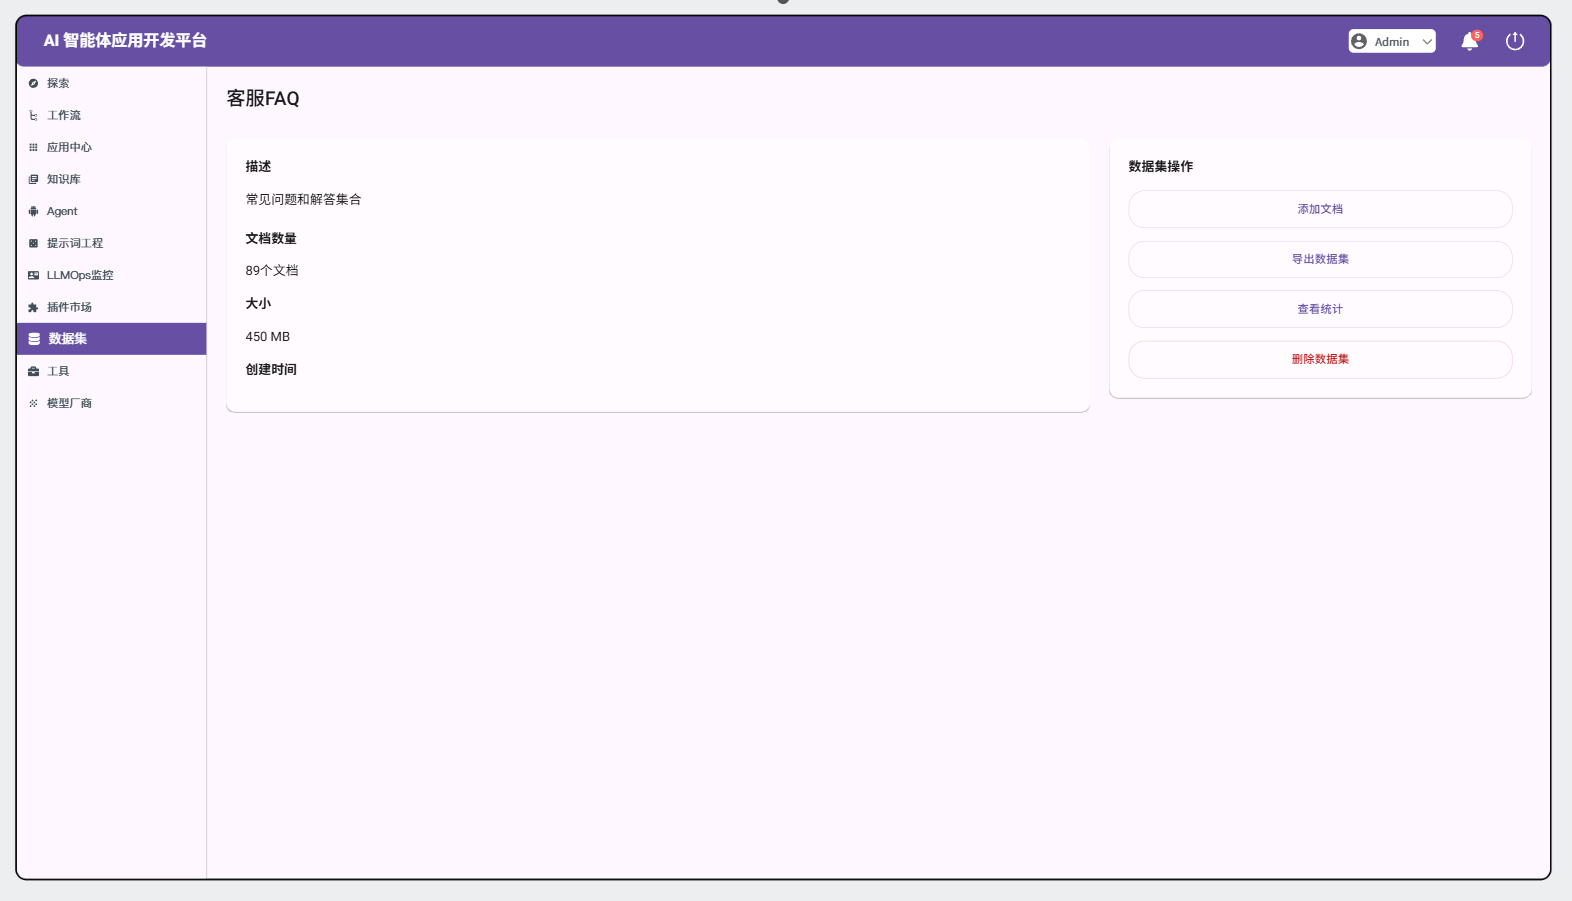 AI 智能体应用开发平台
Admin
5
探索
工作流
应用中心
知识库
Agent
提示词工程
LLMOps监控
插件市场
数据集
工具
模型厂商
客服FAQ
描述
常见问题和解答集合
文档数量
89个文档
大小
450 MB
创建时间
数据集操作
添加文档
导出数据集
查看统计
删除数据集